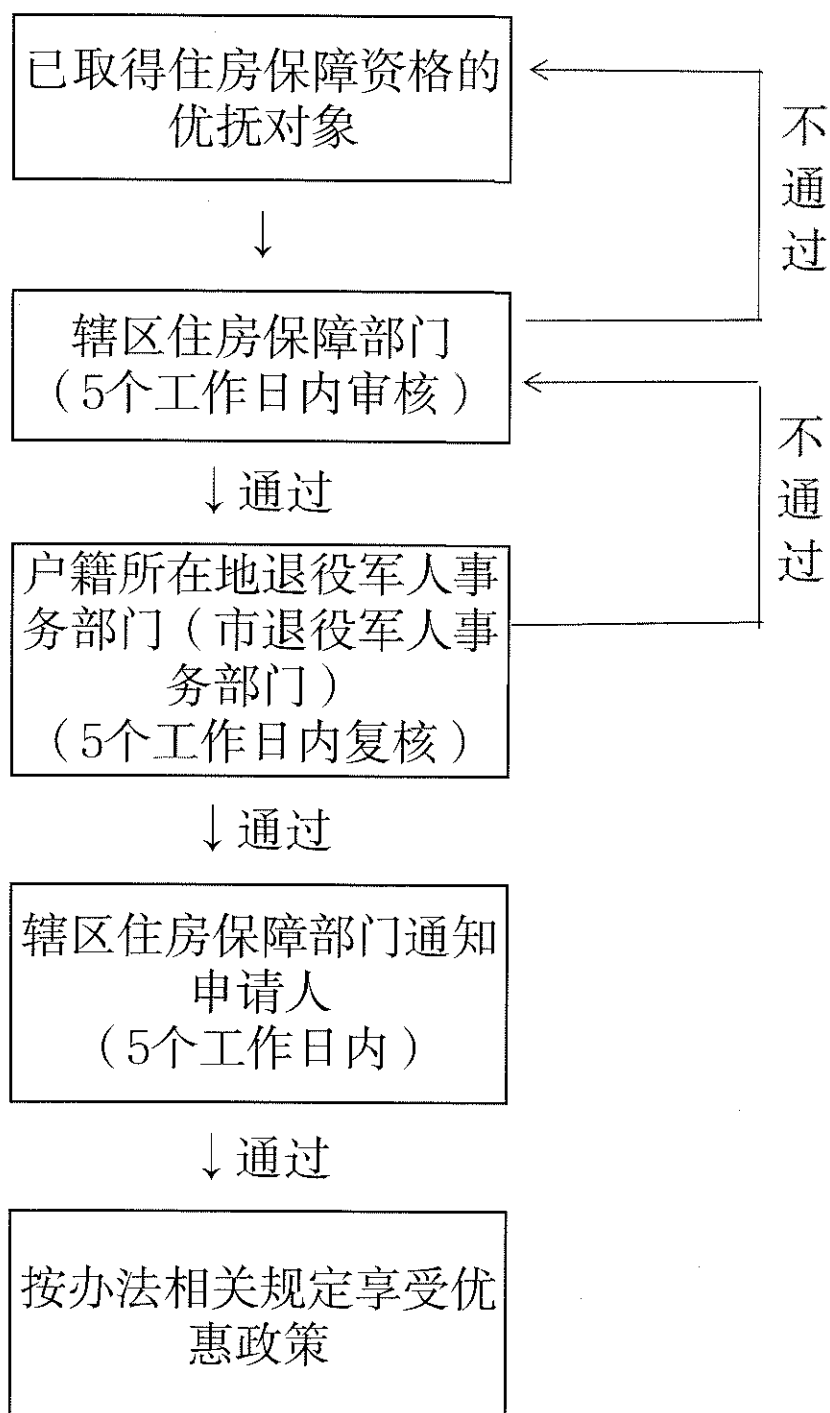 已取得住房保障资格的
优抚对象
不
通
过
↓
辖区住房保障部门
（5个工作日内审核）
不
通
过
↓通过
户籍所在地退役军人事
务部门（市退役军人事
务部门）
（5个工作日内复核）
↓通过
辖区住房保障部门通知
申请人
（5个工作日内）
↓通过
按办法相关规定享受优
惠政策